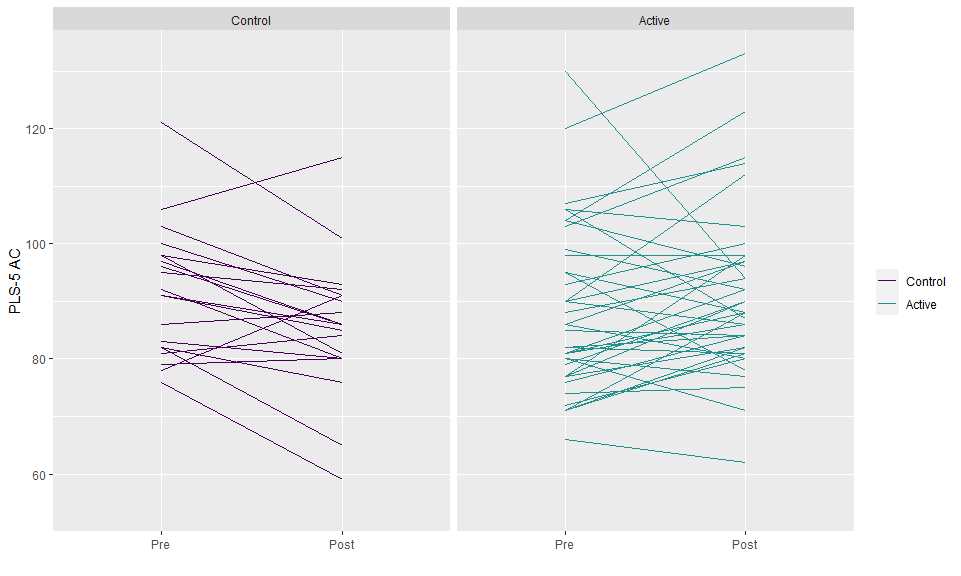 Control
Active
PLS-5 AC
120
100
80
60
Pre
Post
Pre
Post
Control
Active